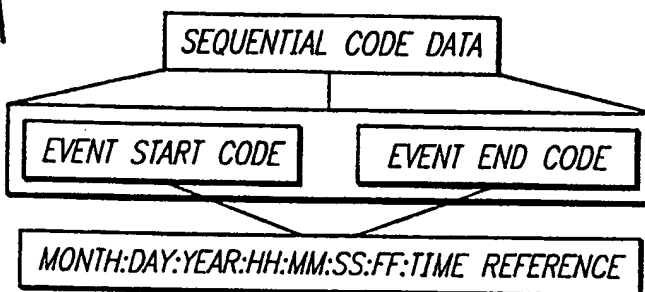 SEQUENTIAL CODE DATA
EVENT START CODE
EVENT END CODE
MONTH:DAY:YEAR:HH:MM:SS:FF:TIME REFERENCE